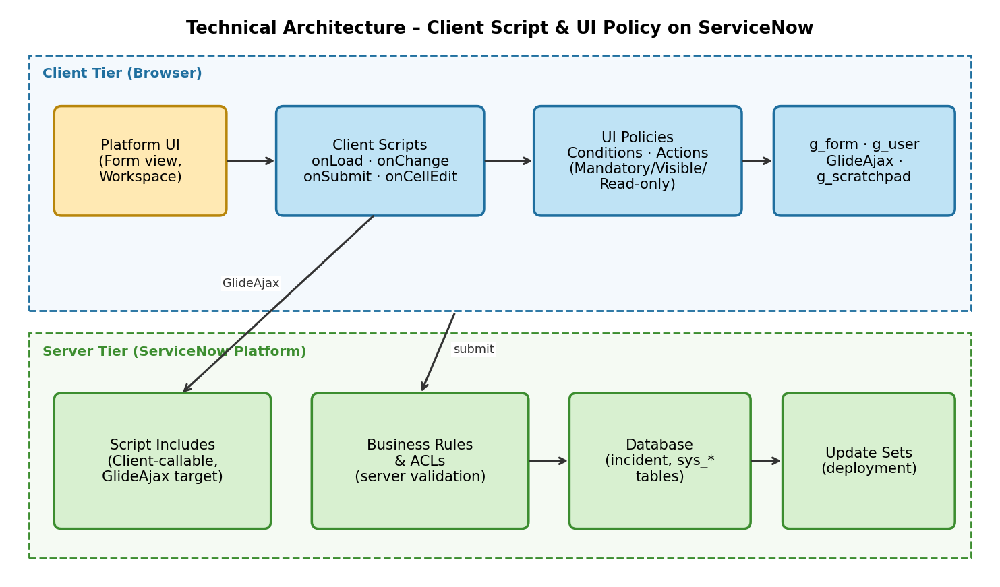 Technical Architecture – Client Script & UI Policy on ServiceNow
Client Tier (Browser)
Platform UI
(Form view,
Workspace)
Client Scripts
onLoad · onChange
onSubmit · onCellEdit
UI Policies
Conditions · Actions
(Mandatory/Visible/
Read-only)
g_form · g_user
GlideAjax ·
g_scratchpad
GlideAjax
submit
Server Tier (ServiceNow Platform)
Script Includes
(Client-callable,
GlideAjax target)
Business Rules
& ACLs
(server validation)
Database
(incident, sys_*
tables)
Update Sets
(deployment)